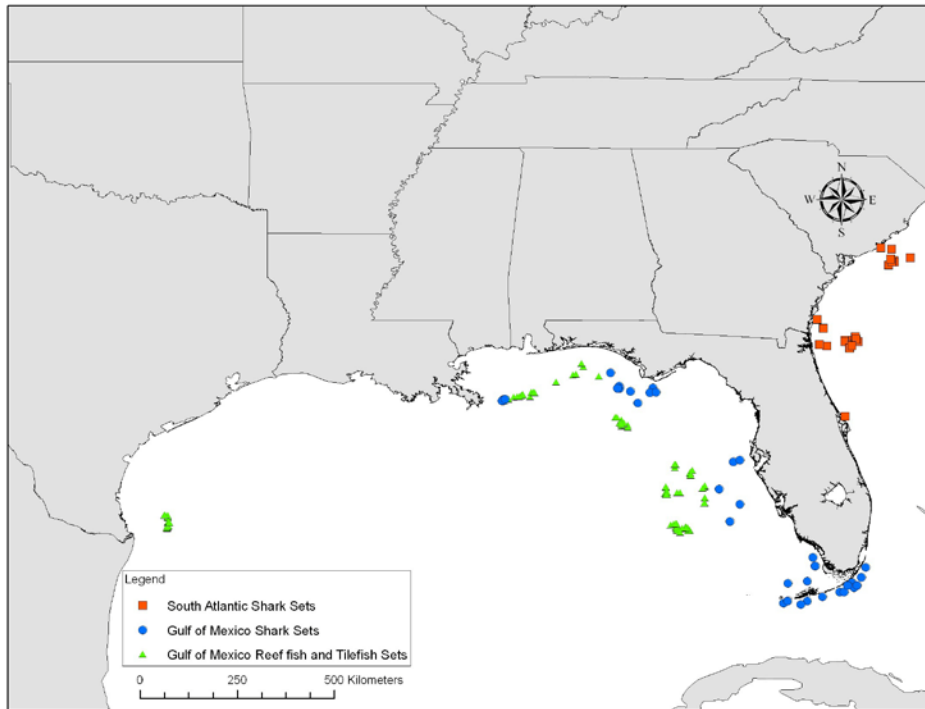 N
W E
S
Legend
South Atlantic Shark Sets
Gulf of Mexico Shark Sets
Gulf of Mexico Reef fish and Tilefish Sets
0 250 500 Kilometers